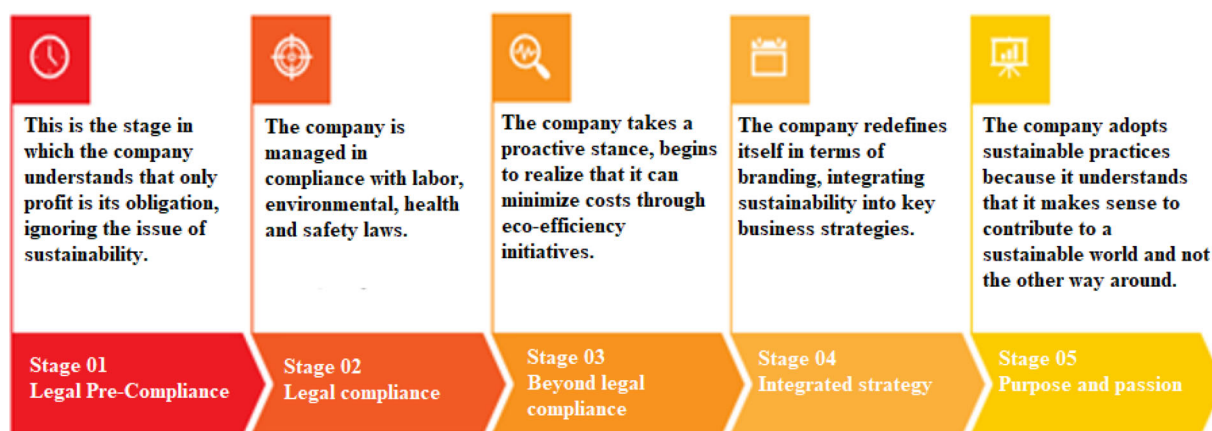 This is the stage in
which the company
understands that only
profit is its obligation,
ignoring the issue of
sustainability.
The company is
managed in
compliance with labor,
environmental, health
and safety laws.
The company takes a
proactive stance, begins
to realize that it can
minimize costs through
eco-efficiency
initiatives.
The company redefines
itself in terms of
branding, integrating
sustainability into key
business strategies.
The company adopts
sustainable practices
because it understands
that it makes sense to
contribute to a
sustainable world and not
the other way around.
Stage 01
Legal Pre-Compliance
Stage 02
Legal compliance
Stage 03
Beyond legal
compliance
Stage 04
Integrated strategy
Stage 05
Purpose and passion